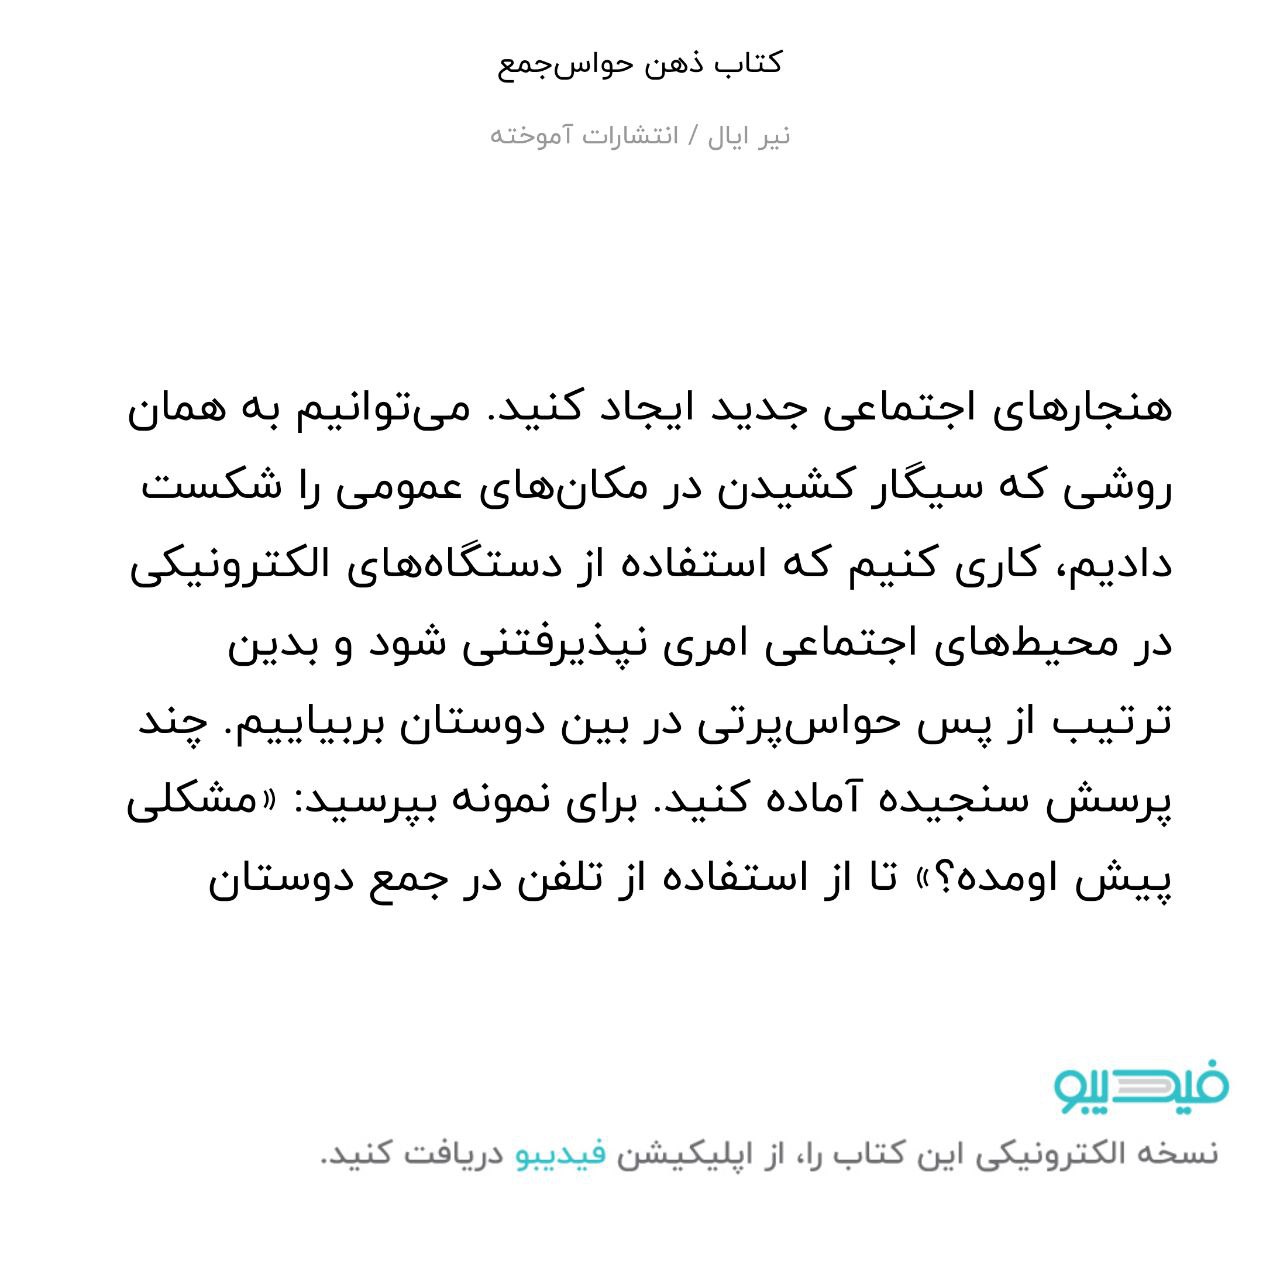 کتاب ذهن حواس‌جمع
نیر ایال / انتشارات آموخته
هنجارهای اجتماعی جدید ایجاد کنید. می‌توانیم به همان
روشی که سیگار کشیدن در مکان‌های عمومی را شکست
دادیم، کاری کنیم که استفاده از دستگاه‌های الکترونیکی
در محیط‌های اجتماعی امری نپذیرفتنی شود و بدین
ترتیب از پس حواس‌پرتی در بین دوستان بربیاییم. چند
پرسش سنجیده آماده کنید. برای نمونه بپرسید: «مشکلی
پیش اومده؟» تا از استفاده از تلفن در جمع دوستان
فیدیبو
نسخه الکترونیکی این کتاب را، از اپلیکیشن فیدیبو دریافت کنید.